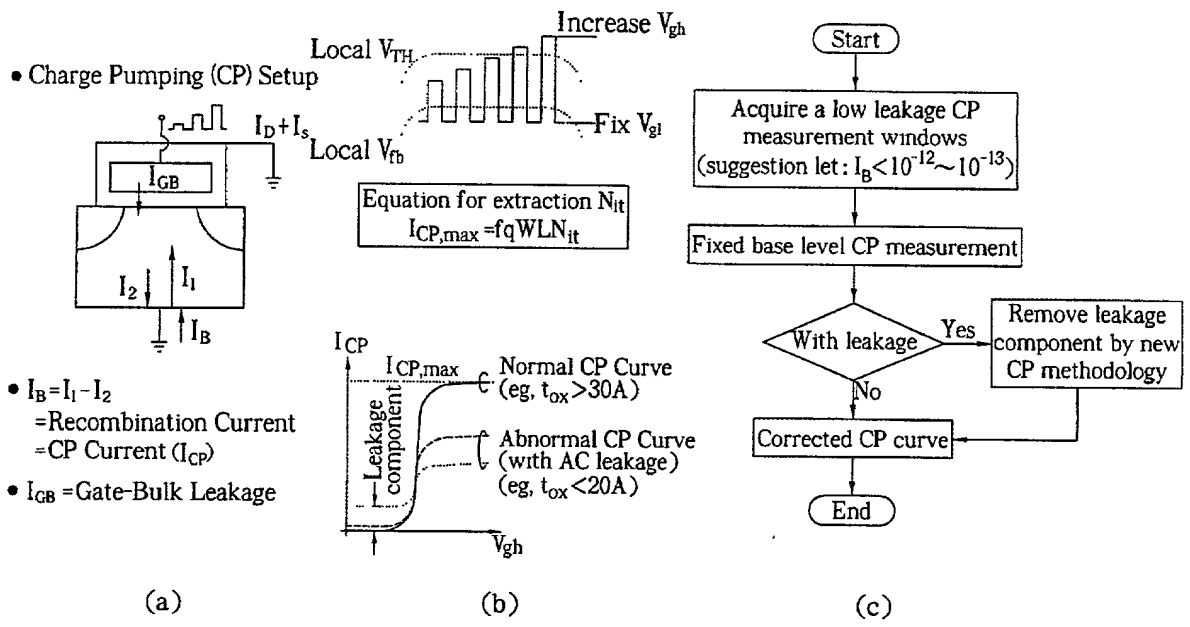 • Charge Pumping (CP) Setup
I_D+I_s
I_GB
I_2
I_1
I_B
• I_B=I_1-I_2
=Recombination Current
=CP Current (I_CP)
• I_GB =Gate-Bulk Leakage
(a)
Increase V_gh
Local V_TH
Fix V_gl
Local V_fb
Equation for extraction N_it
I_CP,max=fqWLN_it
I_CP
I_CP,max
Normal CP Curve
(eg, t_ox>30A)
Leakage
component
Abnormal CP Curve
(with AC leakage)
(eg, t_ox<20A)
V_gh
(b)
Start
Acquire a low leakage CP
measurement windows
(suggestion let: I_B<10^-12~10^-13)
Fixed base level CP measurement
With leakage
Yes
Remove leakage
component by new
CP methodology
No
Corrected CP curve
End
(c)